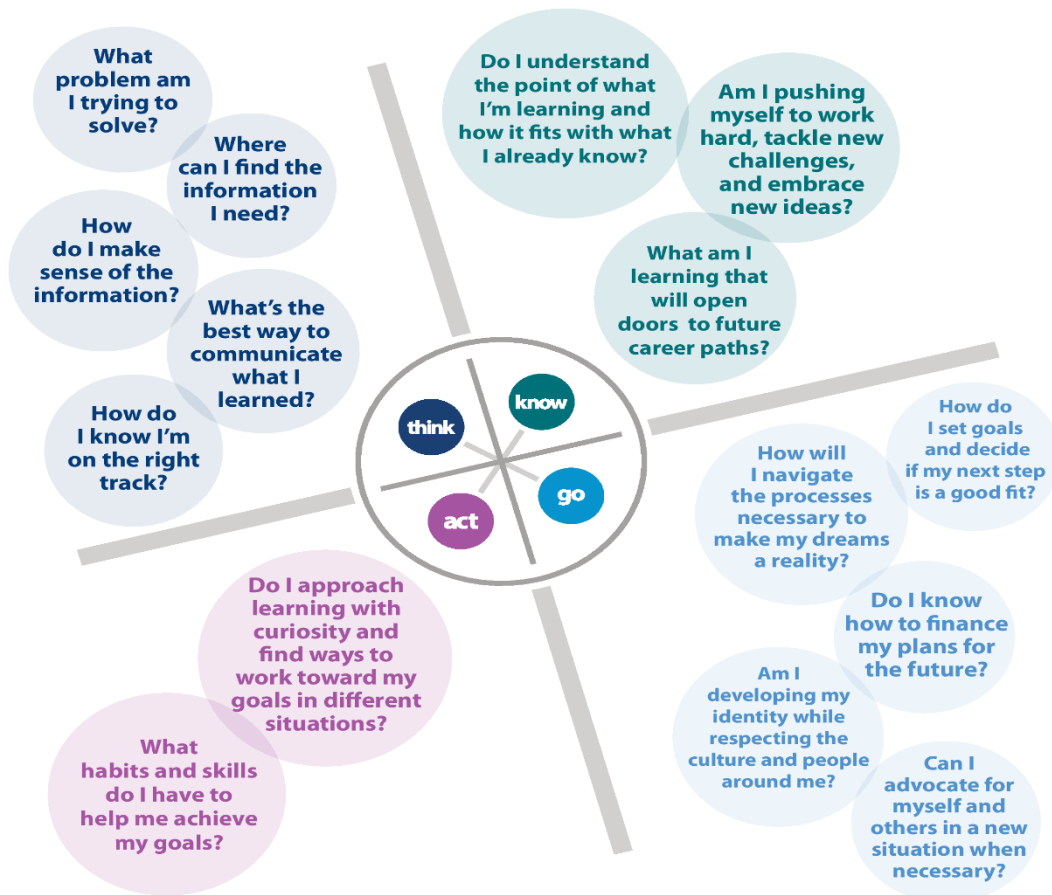 What
problem am
I trying to
solve?
Where
can I find the
information
I need?
How
do I make
sense of the
information?
What's the
best way to
communicate
what I
learned?
How do
I know I'm
on the right
track?
Do I understand
the point of what
I'm learning and
how it fits with what
I already know?
Am I pushing
myself to work
hard, tackle new
challenges,
and embrace
new ideas?
What am I
learning that
will open
doors to future
career paths?
think
know
act
go
How do
I set goals
and decide
if my next step
is a good fit?
How will
I navigate
the processes
necessary to
make my dreams
a reality?
Do I know
how to finance
my plans for
the future?
Am I
developing my
identity while
respecting the
culture and people
around me?
Can I
advocate for
myself and
others in a new
situation when
necessary?
Do I approach
learning with
curiosity and
find ways to
work toward my
goals in different
situations?
What
habits and skills
do I have to
help me achieve
my goals?